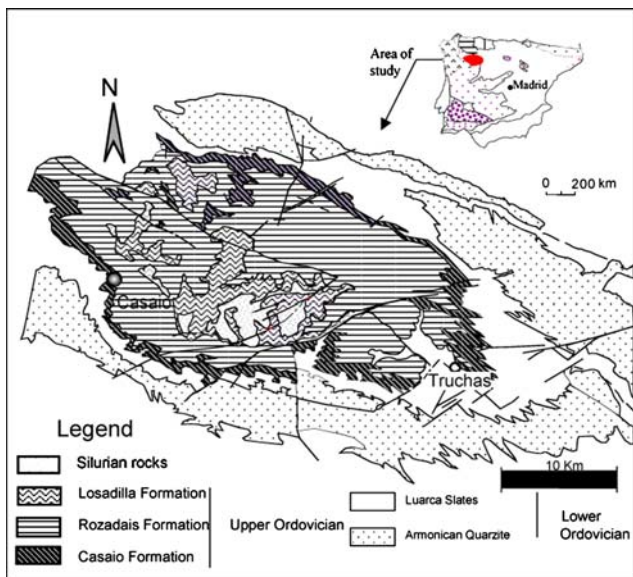 Area of
study
Madrid
N
0 200 km
Casaio
Truchas
Legend
10 Km
Silurian rocks
Losadilla Formation
Rozadais Formation
Casaio Formation
Upper Ordovician
Luarca Slates
Armonican Quarzite
Lower
Ordovician